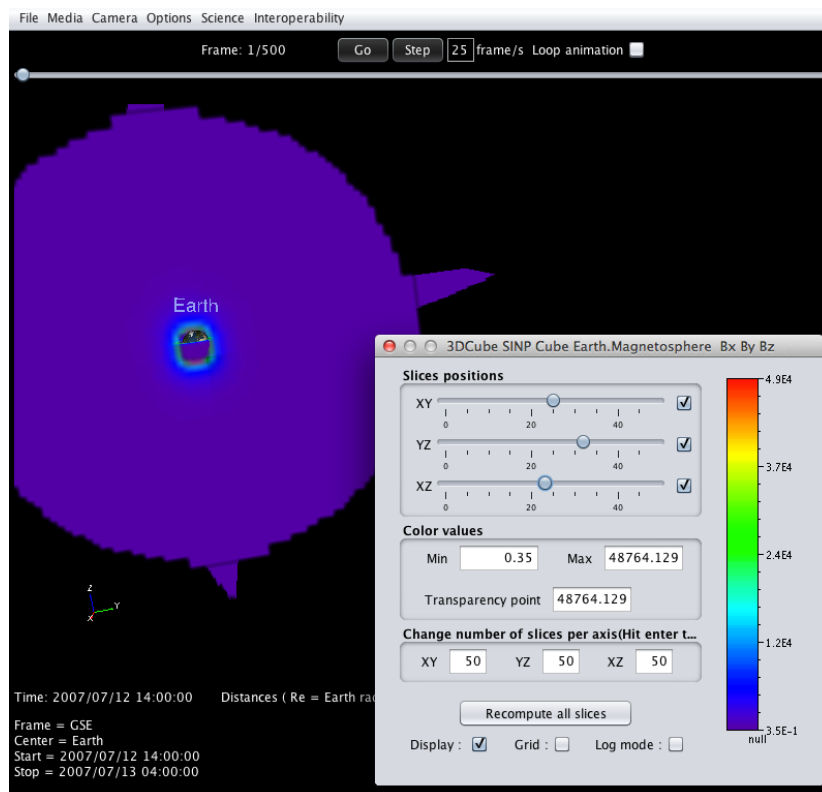 File Media Camera Options Science Interoperability
Frame: 1/500 Go Step 25 frame/s Loop animation
Earth
3DCube SINP Cube Earth.Magnetosphere Bx By Bz
Slices positions
XY
0 20 40
YZ
0 20 40
XZ
0 20 40
4.9E4
3.7E4
2.4E4
1.2E4
3.5E-1
null
Color values
Min 0.35 Max 48764.129
Transparency point 48764.129
Change number of slices per axis(Hit enter t...
XY 50 YZ 50 XZ 50
Recompute all slices
Display : Grid : Log mode :
Z
Y
X
Time: 2007/07/12 14:00:00 Distances ( Re = Earth rad
Frame = GSE
Center = Earth
Start = 2007/07/12 14:00:00
Stop = 2007/07/13 04:00:00